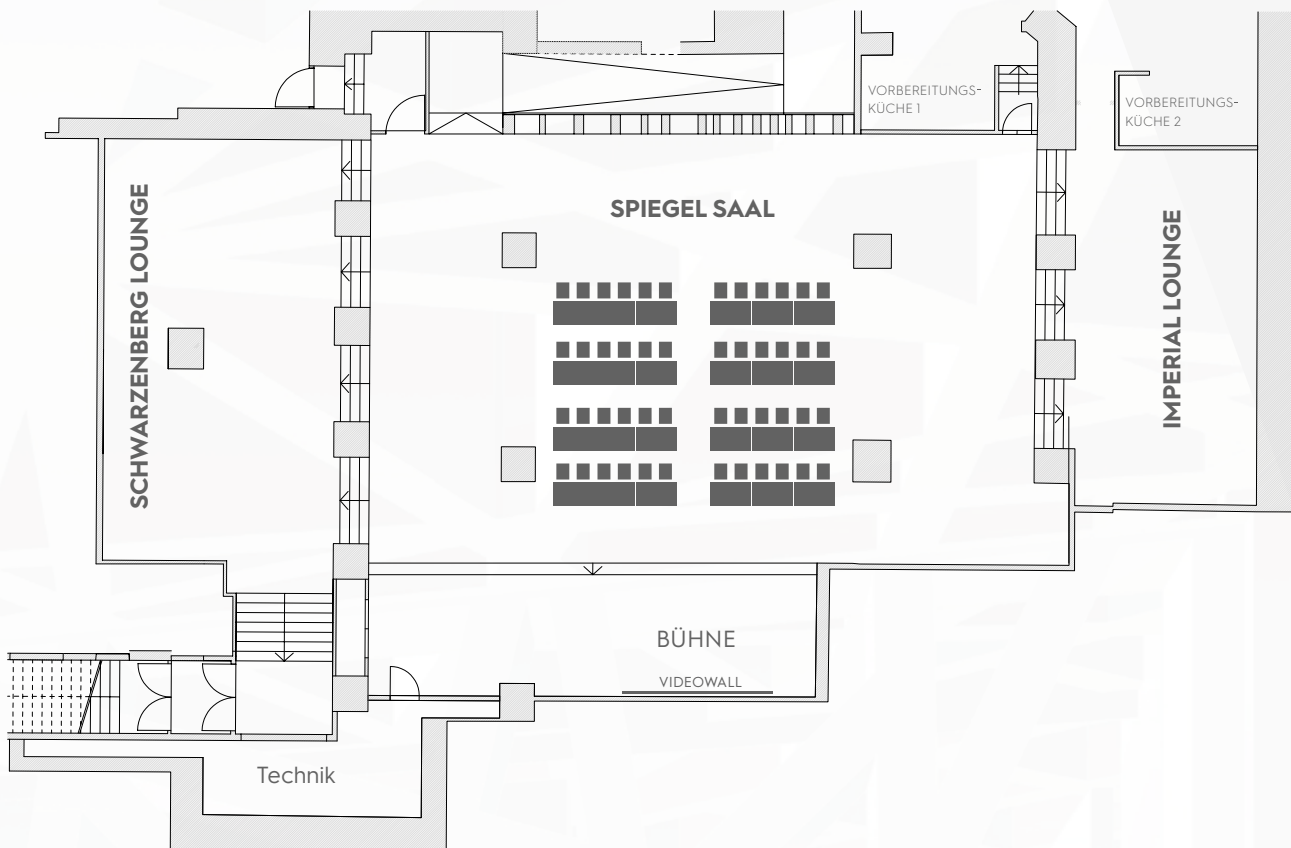 VORBEREITUNGS-
KÜCHE 1
VORBEREITUNGS-
KÜCHE 2
SCHWARZENBERG LOUNGE
SPIEGEL SAAL
IMPERIAL LOUNGE
BÜHNE
VIDEOWALL
Technik